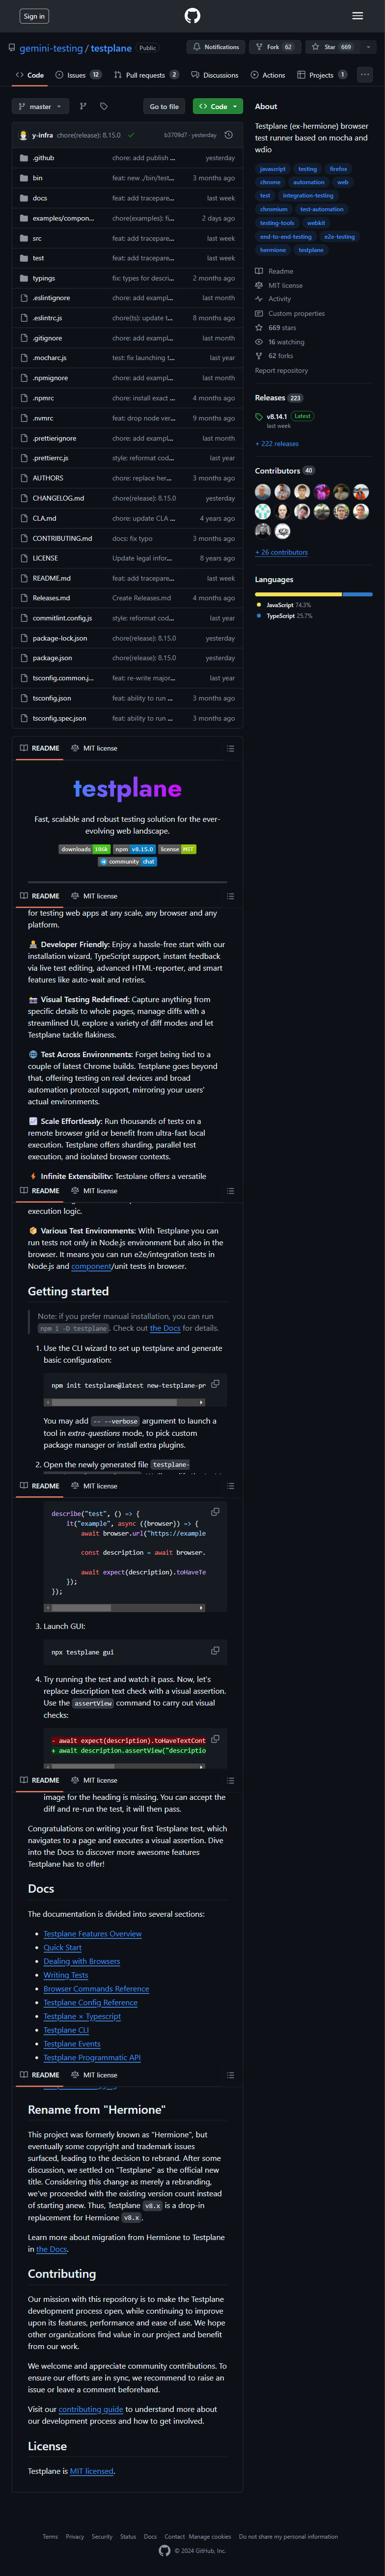 Sign in
gemini-testing / testplane Public
Notifications
Fork 62
Star 669
Code
Issues 12
Pull requests 2
Discussions
Actions
Projects 1
master
Go to file
Code
y-infra chore(release): 8.15.0 b3709d7 · yesterday
.github chore: add publish ... yesterday
bin feat: new ./bin/test... 3 months ago
docs feat: add tracepare... last week
examples/compon... chore(examples): fi... 2 days ago
src feat: add tracepare... last week
test feat: add tracepare... last week
typings fix: types for descri... 2 months ago
.eslintignore chore: add exampl... last month
.eslintrc.js chore(ts): update t... 8 months ago
.gitignore chore: add exampl... last month
.mocharc.js test: fix launching t... last year
.npmignore chore: add exampl... last month
.npmrc chore: install exact ... 4 months ago
.nvmrc feat: drop node ver... 9 months ago
.prettierignore chore: add exampl... last month
.prettierrc.js style: reformat cod... last year
AUTHORS chore: replace her... 3 months ago
CHANGELOG.md chore(release): 8.15.0 yesterday
CLA.md chore: update CLA ... 4 years ago
CONTRIBUTING.md docs: fix typo 3 months ago
LICENSE Update legal infor... 8 years ago
README.md feat: add tracepare... last week
Releases.md Create Releases.md 4 months ago
commitlint.config.js style: reformat cod... last year
package-lock.json chore(release): 8.15.0 yesterday
package.json chore(release): 8.15.0 yesterday
tsconfig.common.j... feat: re-write major... last year
tsconfig.json feat: ability to run ... 3 months ago
tsconfig.spec.json feat: ability to run ... 3 months ago
About
Testplane (ex-hermione) browser
test runner based on mocha and
wdio
javascript testing firefox
chrome automation web
test integration-testing
chromium test-automation
testing-tools webkit
end-to-end-testing e2e-testing
hermione testplane
Readme
MIT license
Activity
Custom properties
669 stars
16 watching
62 forks
Report repository
Releases 223
v8.14.1 Latest
last week
+ 222 releases
Contributors 40
+ 26 contributors
Languages
JavaScript 74.3%
TypeScript 25.7%
README MIT license
testplane
Fast, scalable and robust testing solution for the ever-
evolving web landscape.
downloads 106k npm v8.15.0 license MIT
community chat
README MIT license
for testing web apps at any scale, any browser and any
platform.
Developer Friendly: Enjoy a hassle-free start with our
installation wizard, TypeScript support, instant feedback
via live test editing, advanced HTML-reporter, and smart
features like auto-wait and retries.
Visual Testing Redefined: Capture anything from
specific details to whole pages, manage diffs with a
streamlined UI, explore a variety of diff modes and let
Testplane tackle flakiness.
Test Across Environments: Forget being tied to a
couple of latest Chrome builds. Testplane goes beyond
that, offering testing on real devices and broad
automation protocol support, mirroring your users'
actual environments.
Scale Effortlessly: Run thousands of tests on a
remote browser grid or benefit from ultra-fast local
execution. Testplane offers sharding, parallel test
execution, and isolated browser contexts.
Infinite Extensibility: Testplane offers a versatile
README MIT license
execution logic.
Various Test Environments: With Testplane you can
run tests not only in Node.js environment but also in the
browser. It means you can run e2e/integration tests in
Node.js and component/unit tests in browser.
Getting started
Note: if you prefer manual installation, you can run
npm i -D testplane. Check out the Docs for details.
1. Use the CLI wizard to set up testplane and generate
basic configuration:
npm init testplane@latest new-testplane-pr
You may add -- --verbose argument to launch a
tool in extra-questions mode, to pick custom
package manager or install extra plugins.
2. Open the newly generated file testplane-
README MIT license
describe("test", () => {
it("example", async ({browser}) => {
await browser.url("https://example
const description = await browser.
await expect(description).toHaveTe
});
});
3. Launch GUI:
npx testplane gui
4. Try running the test and watch it pass. Now, let's
replace description text check with a visual assertion.
Use the assertView command to carry out visual
checks:
- await expect(description).toHaveTextCont
+ await description.assertView("descriptio
README MIT license
image for the heading is missing. You can accept the
diff and re-run the test, it will then pass.
Congratulations on writing your first Testplane test, which
navigates to a page and executes a visual assertion. Dive
into the Docs to discover more awesome features
Testplane has to offer!
Docs
The documentation is divided into several sections:
Testplane Features Overview
Quick Start
Dealing with Browsers
Writing Tests
Browser Commands Reference
Testplane Config Reference
Testplane × Typescript
Testplane CLI
Testplane Events
Testplane Programmatic API
README MIT license
Rename from "Hermione"
This project was formerly known as "Hermione", but
eventually some copyright and trademark issues
surfaced, leading to the decision to rebrand. After some
discussion, we settled on "Testplane" as the official new
title. Considering this change as merely a rebranding,
we've proceeded with the existing version count instead
of starting anew. Thus, Testplane v8.x is a drop-in
replacement for Hermione v8.x.
Learn more about migration from Hermione to Testplane
in the Docs.
Contributing
Our mission with this repository is to make the Testplane
development process open, while continuing to improve
upon its features, performance and ease of use. We hope
other organizations find value in our project and benefit
from our work.
We welcome and appreciate community contributions. To
ensure our efforts are in sync, we recommend to raise an
issue or leave a comment beforehand.
Visit our contributing guide to understand more about
our development process and how to get involved.
License
Testplane is MIT licensed.
Terms Privacy Security Status Docs Contact Manage cookies Do not share my personal information
© 2024 GitHub, Inc.